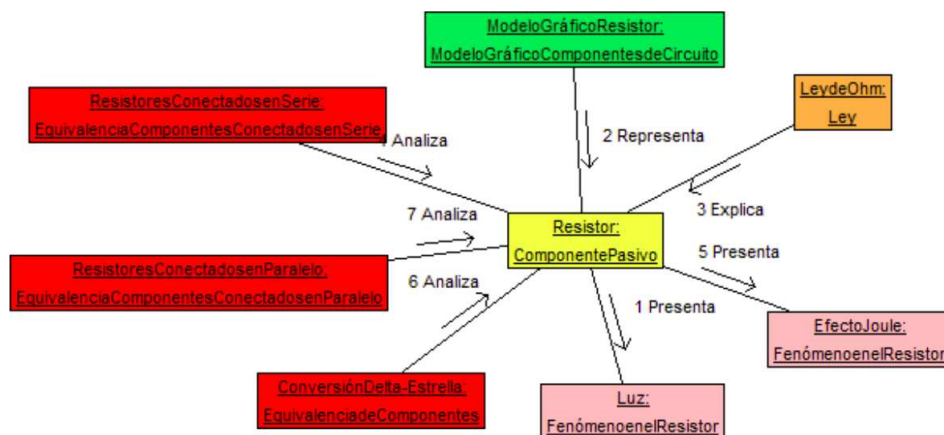 ModeloGráficoResistor:
ModeloGráficoComponentesdeCircuito
ResistoresConectadosenSerie:
EquivalenciaComponentesConectadosenSerie
LeydeOhm:
Ley
Analiza
2 Representa
7 Analiza
3 Explica
Resistor:
ComponentePasivo
ResistoresConectadosenParalelo:
EquivalenciaComponentesConectadosenParalelo
5 Presenta
6 Analiza
1 Presenta
EfectoJoule:
FenómenoenelResistor
ConversiónDelta-Estrella:
EquivalenciadeComponentes
Luz:
FenómenoenelResistor